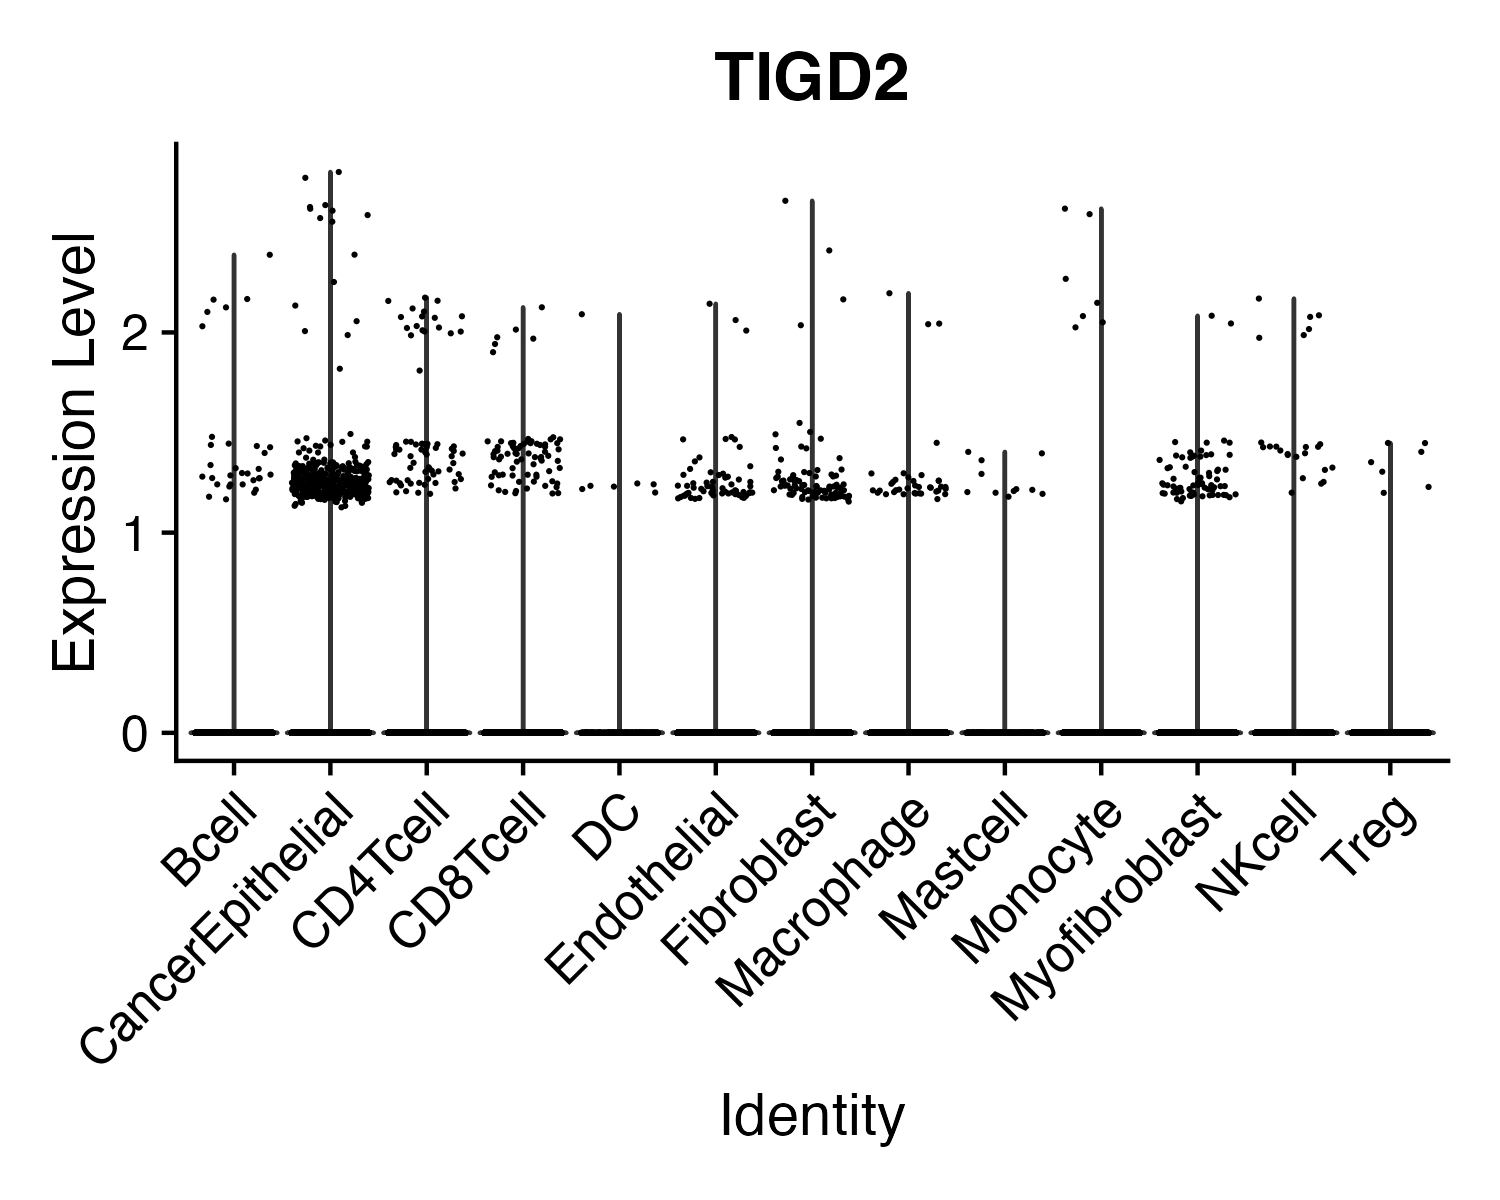 TIGD2
Expression Level
2
1
0
Bcell
CancerEpithelial
CD4Tcell
CD8Tcell
DC
Endothelial
Fibroblast
Macrophage
Mastcell
Monocyte
Myofibroblast
NKcell
Treg
Identity